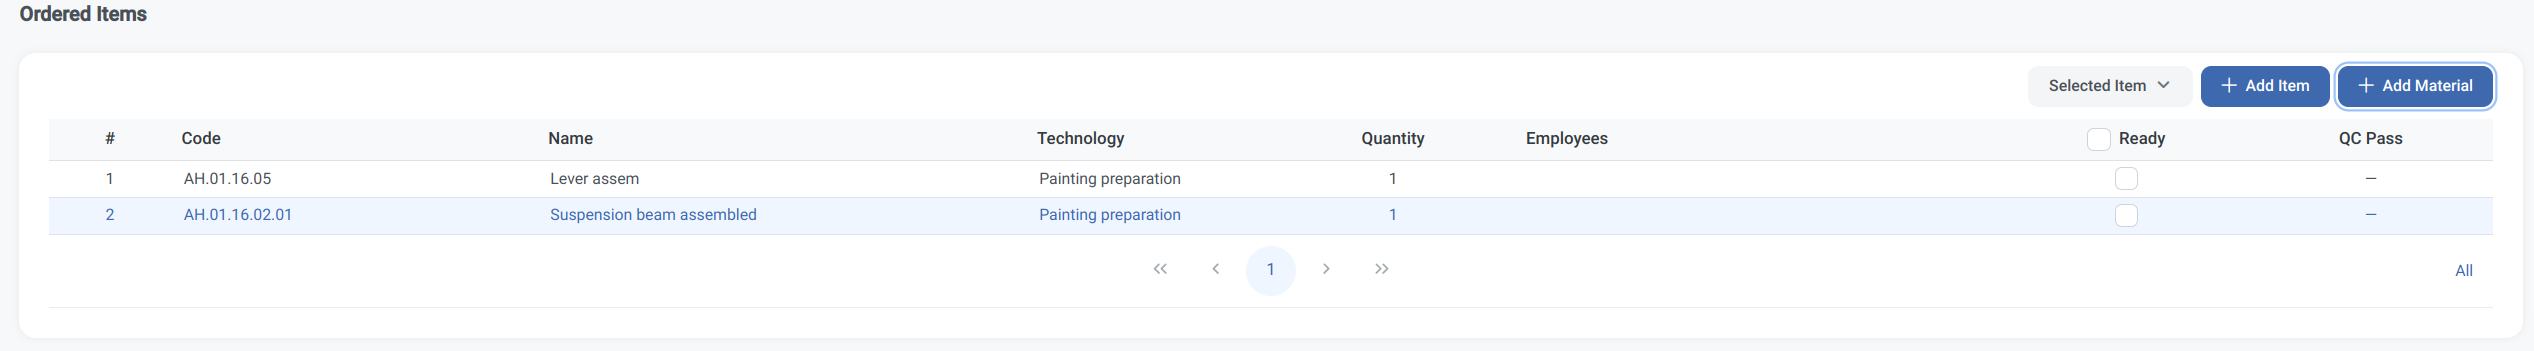 Ordered Items
Selected Item Add Item Add Material
# Code Name Technology Quantity Employees Ready QC Pass
1 AH.01.16.05 Lever assem Painting preparation 1 –
2 AH.01.16.02.01 Suspension beam assembled Painting preparation 1 –
1
All